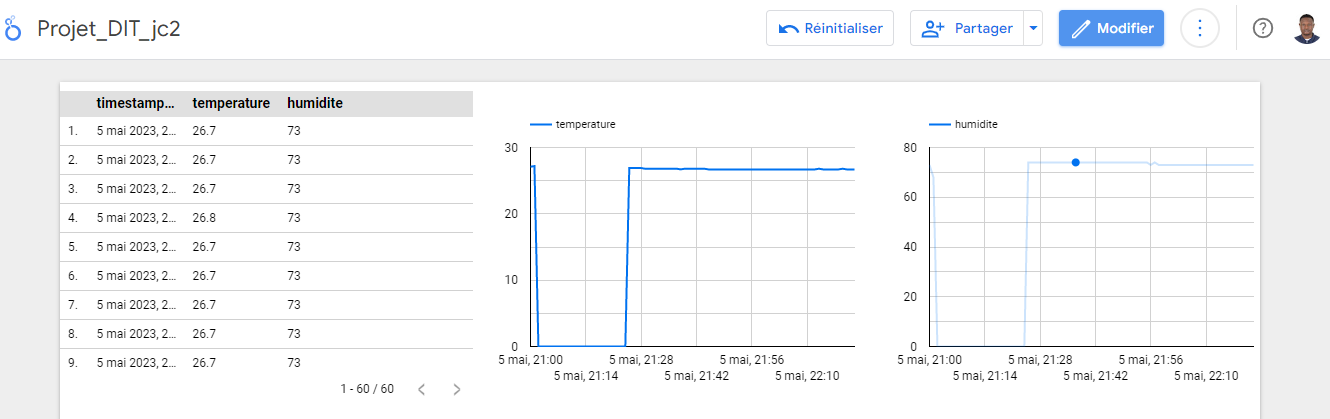 Projet_DIT_jc2
Réinitialiser
Partager
Modifier
timestamp... temperature humidite
1. 5 mai 2023, 2... 26.7 73
2. 5 mai 2023, 2... 26.7 73
3. 5 mai 2023, 2... 26.7 73
4. 5 mai 2023, 2... 26.8 73
5. 5 mai 2023, 2... 26.7 73
6. 5 mai 2023, 2... 26.7 73
7. 5 mai 2023, 2... 26.7 73
8. 5 mai 2023, 2... 26.7 73
9. 5 mai 2023, 2... 26.7 73
1 - 60 / 60
temperature
30
20
10
0
5 mai, 21:00 5 mai, 21:28 5 mai, 21:56
5 mai, 21:14 5 mai, 21:42 5 mai, 22:10
humidite
80
60
40
20
0
5 mai, 21:00 5 mai, 21:28 5 mai, 21:56
5 mai, 21:14 5 mai, 21:42 5 mai, 22:10